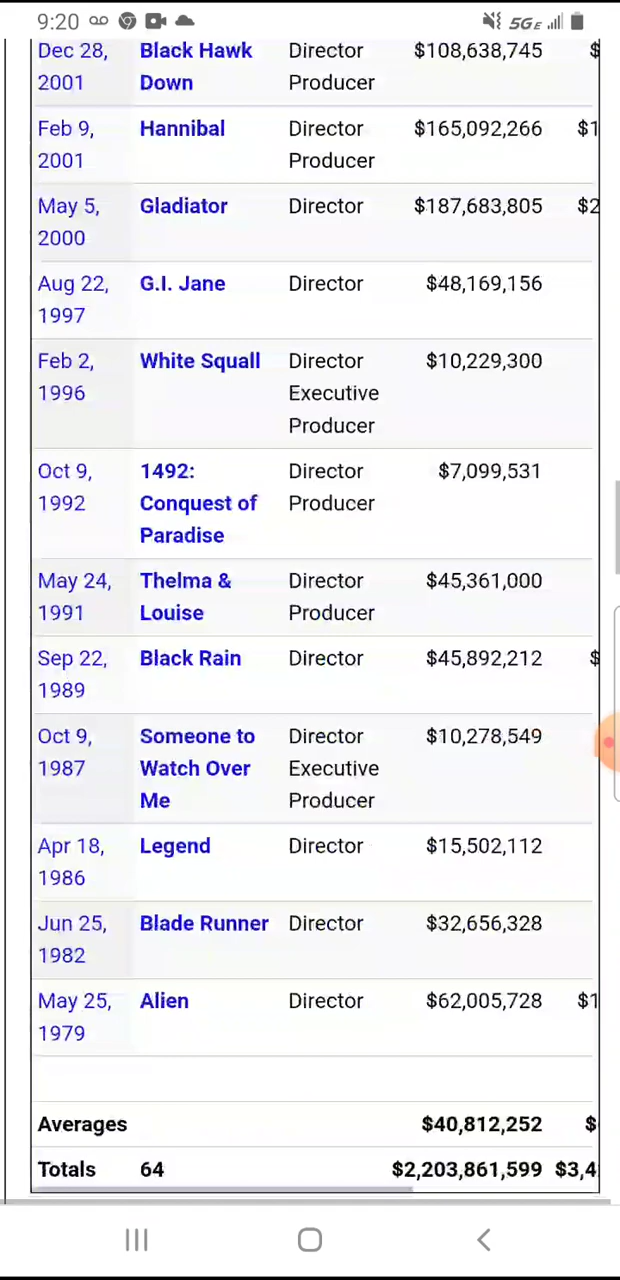 9:20 5GE
Dec 28, Black Hawk Director $108,638,745 $
2001 Down Producer
Feb 9, Hannibal Director $165,092,266 $1
2001 Producer
May 5, Gladiator Director $187,683,805 $2
2000
Aug 22, G.I. Jane Director $48,169,156
1997
Feb 2, White Squall Director $10,229,300
1996 Executive
Producer
Oct 9, 1492: Director $7,099,531
1992 Conquest of Producer
Paradise
May 24, Thelma & Director $45,361,000
1991 Louise Producer
Sep 22, Black Rain Director $45,892,212 $
1989
Oct 9, Someone to Director $10,278,549
1987 Watch Over Executive
Me Producer
Apr 18, Legend Director $15,502,112
1986
Jun 25, Blade Runner Director $32,656,328
1982
May 25, Alien Director $62,005,728 $1
1979
Averages $40,812,252 $
Totals 64 $2,203,861,599 $3,4